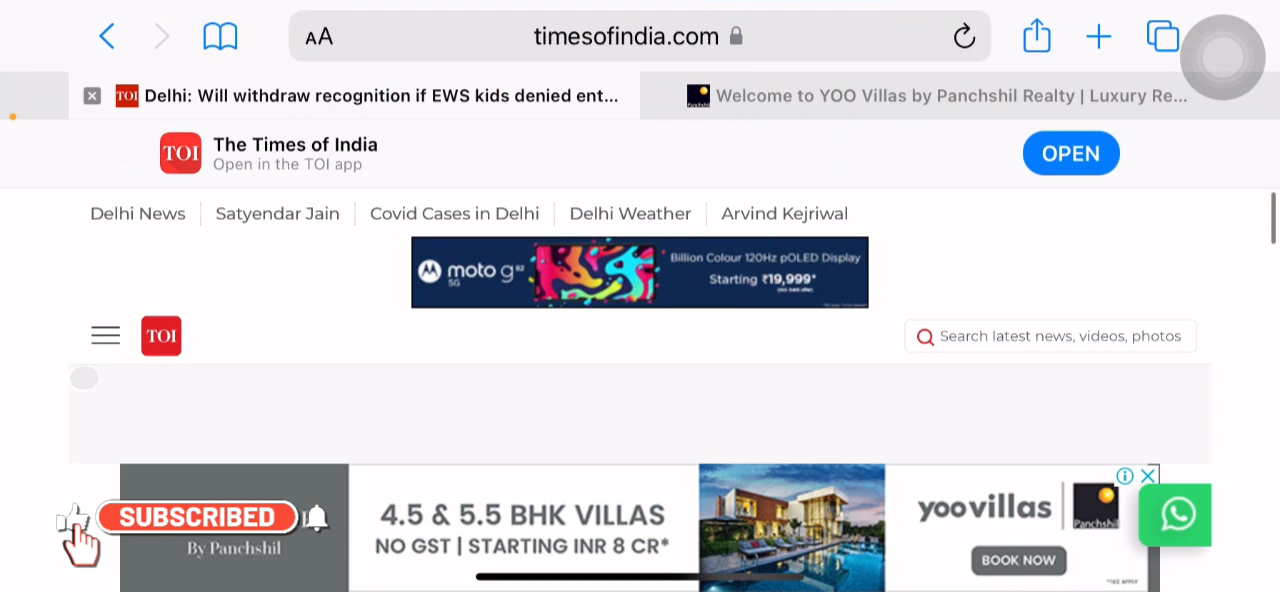 AA timesofindia.com
TOI Delhi: Will withdraw recognition if EWS kids denied ent...
Welcome to YOO Villas by Panchshil Realty | Luxury Re...
TOI
The Times of India
Open in the TOI app
OPEN
Delhi News Satyendar Jain Covid Cases in Delhi Delhi Weather Arvind Kejriwal
moto g82
5G
Billion Colour 120Hz pOLED Display
Starting ₹19,999*
TOI
Search latest news, videos, photos
SUBSCRIBED
By Panchshil
4.5 & 5.5 BHK VILLAS
NO GST | STARTING INR 8 CR*
yoovillas
Panchshil
BOOK NOW